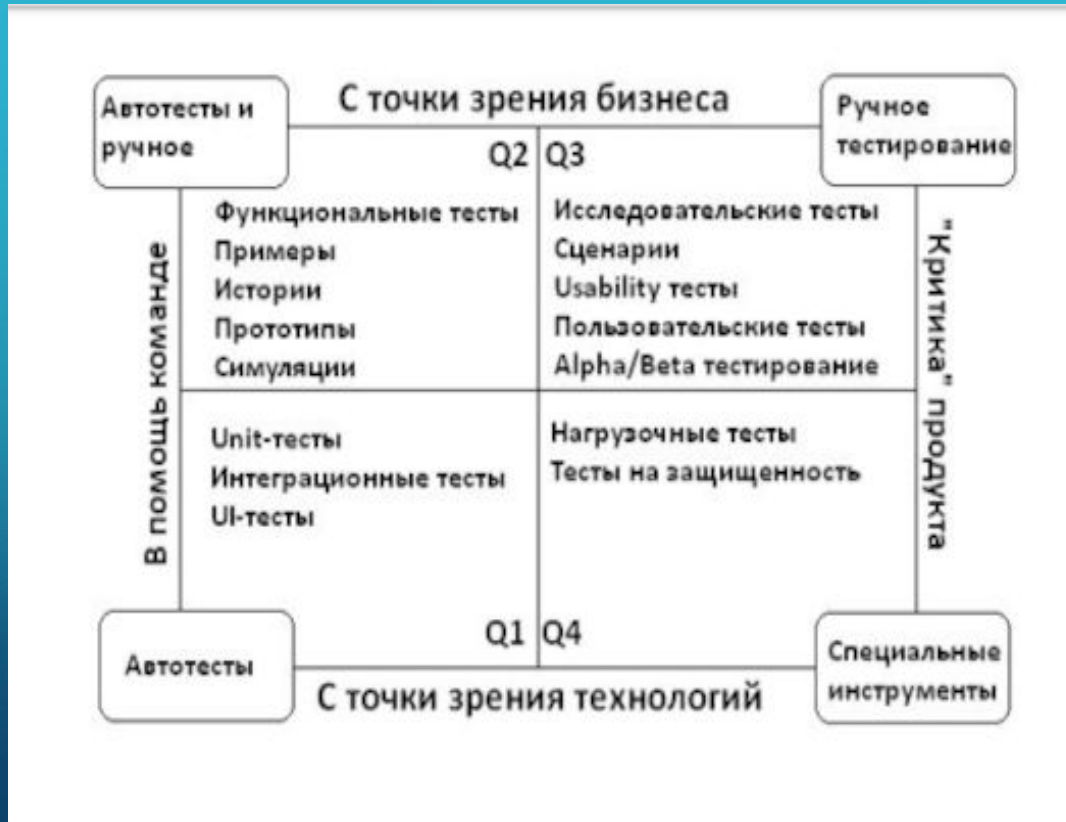 С точки зрения бизнеса
Автотесты и
ручное
Ручное
тестирование
Q2
Q3
Функциональные тесты
Примеры
Истории
Прототипы
Симуляции
Исследовательские тесты
Сценарии
Usability тесты
Пользовательские тесты
Alpha/Beta тестирование
В помощь команде
"Критика" продукта
Unit-тесты
Интеграционные тесты
UI-тесты
Нагрузочные тесты
Тесты на защищенность
Q1
Q4
Автотесты
Специальные
инструменты
С точки зрения технологий